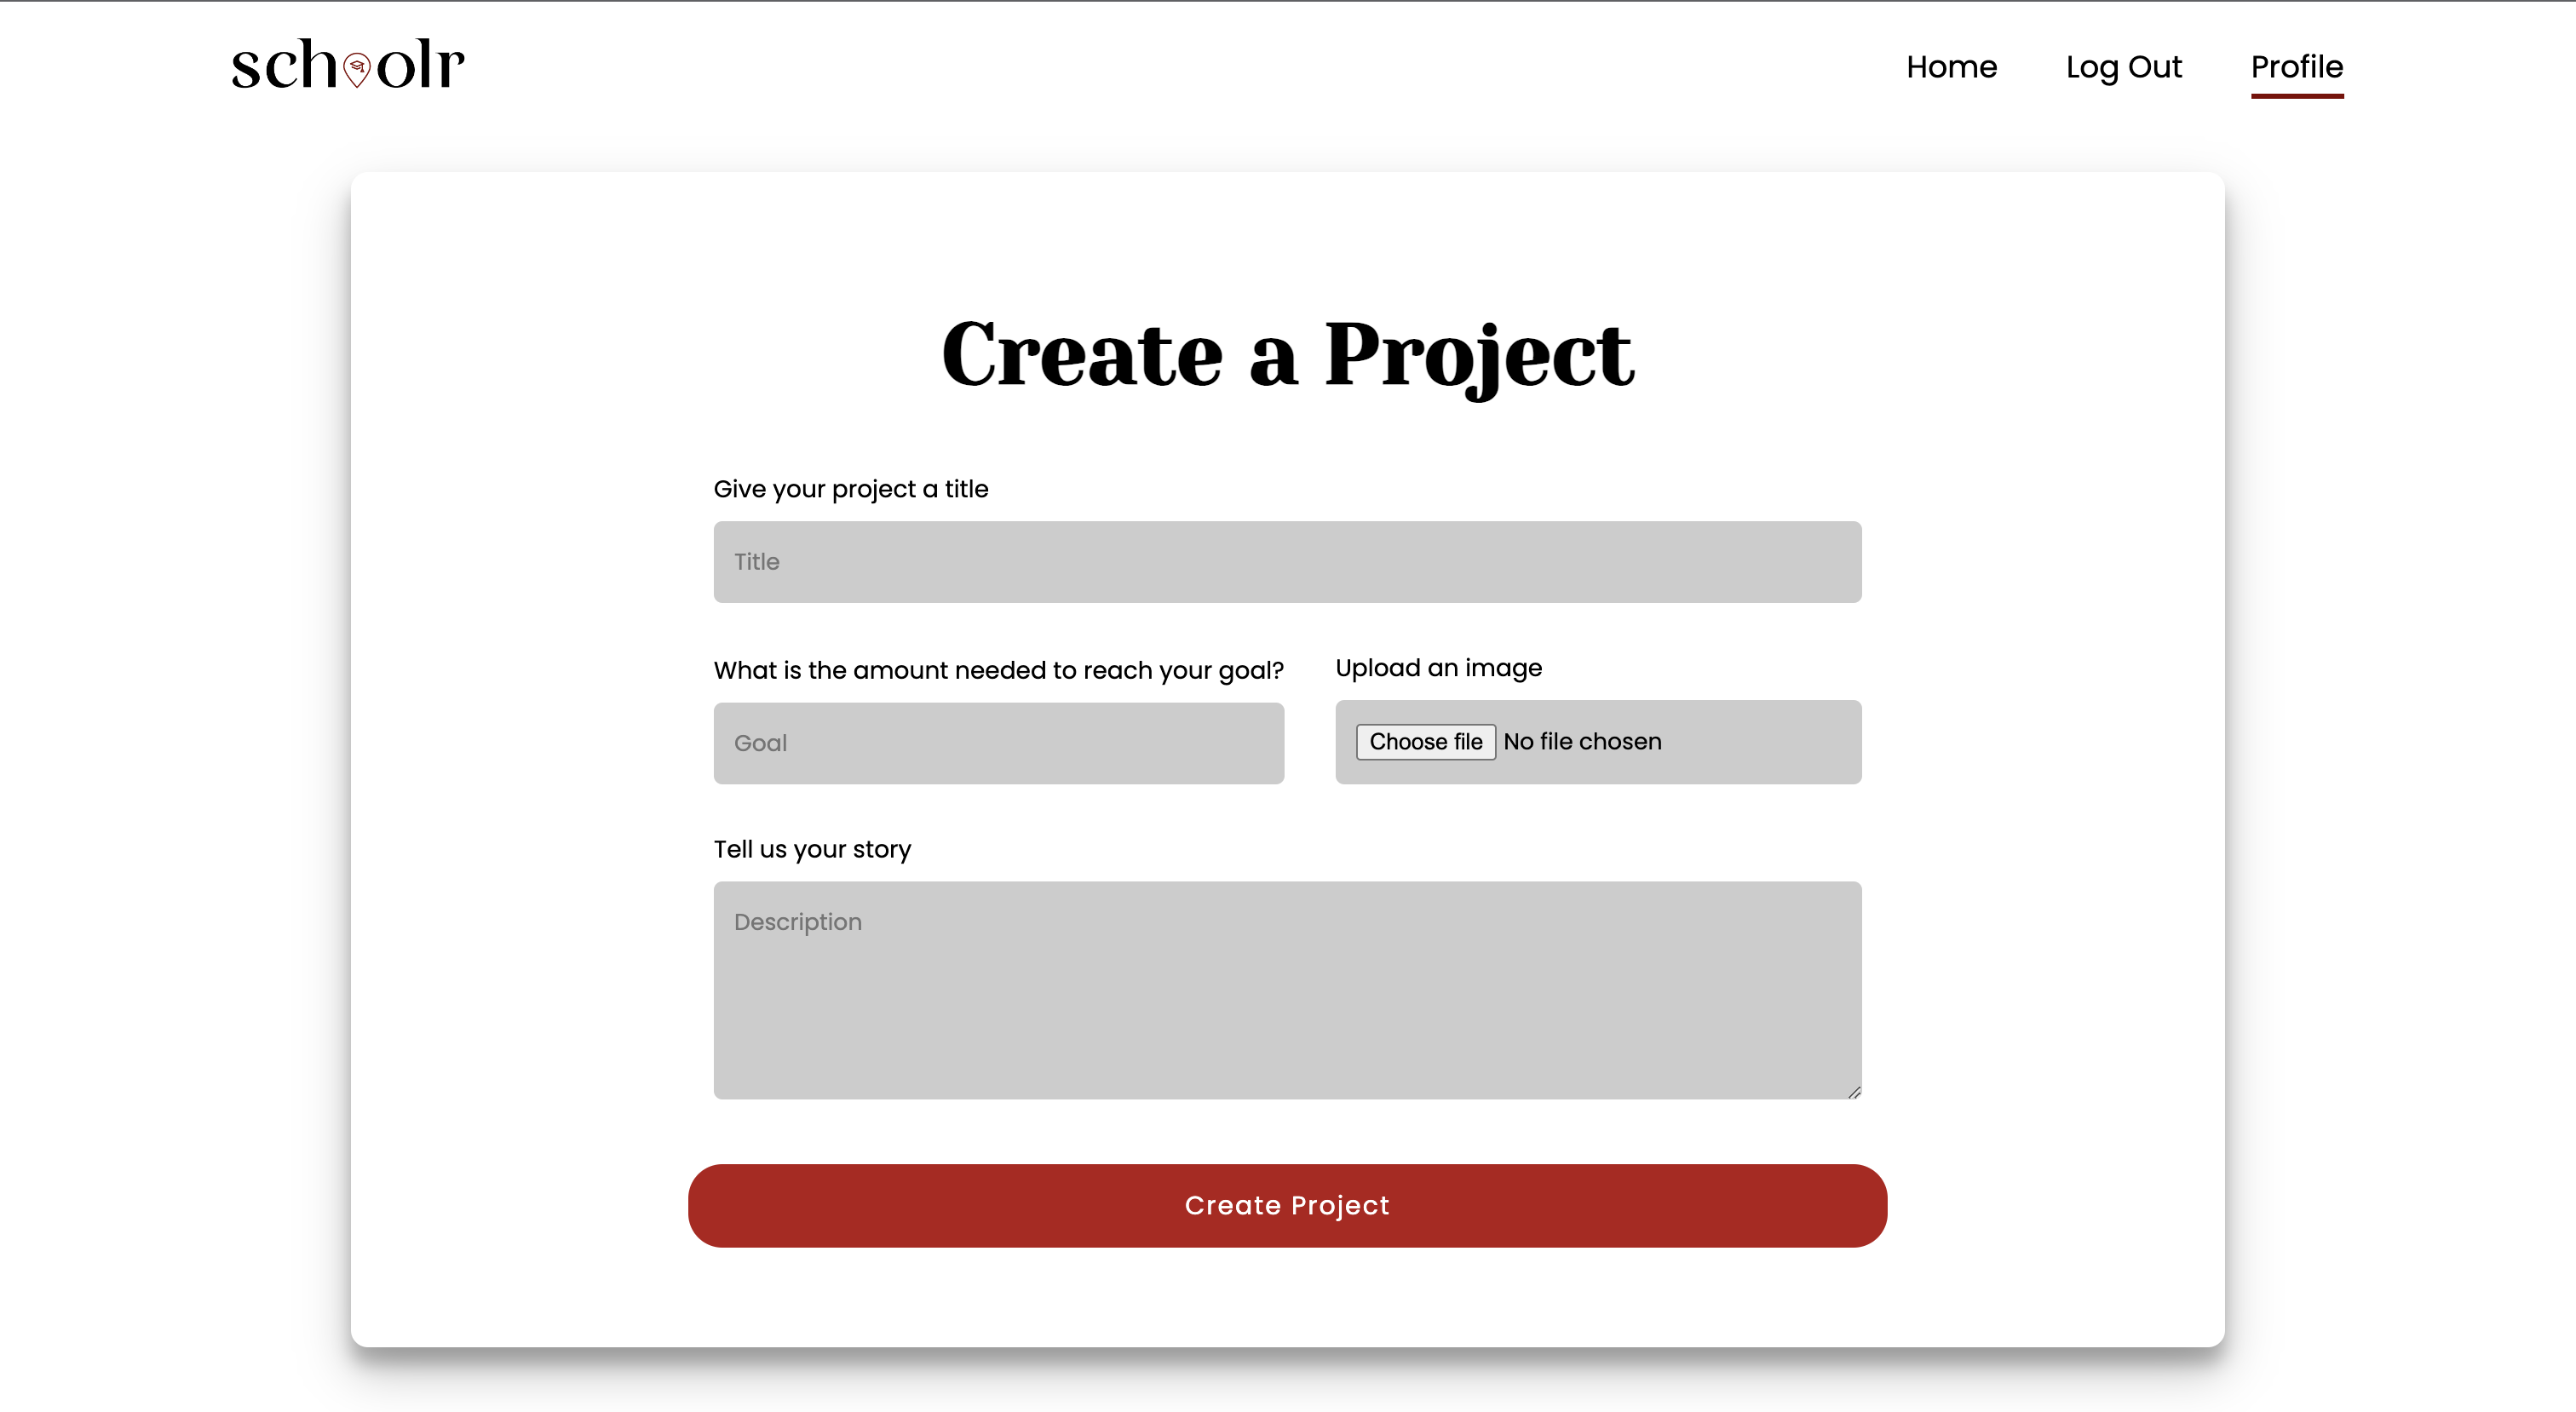 schoolr
Home Log Out Profile
Create a Project
Give your project a title
Title
What is the amount needed to reach your goal? Upload an image
Goal Choose file No file chosen
Tell us your story
Description
Create Project